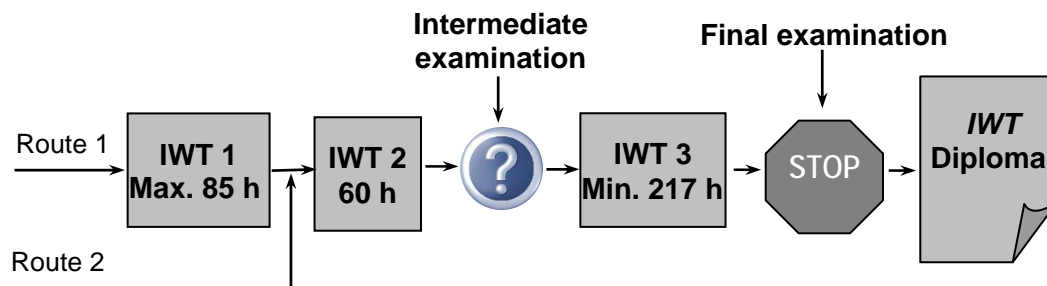 Intermediate
examination
Final examination
Route 1
IWT 1
Max. 85 h
IWT 2
60 h
?
IWT 3
Min. 217 h
STOP
IWT
Diploma
Route 2